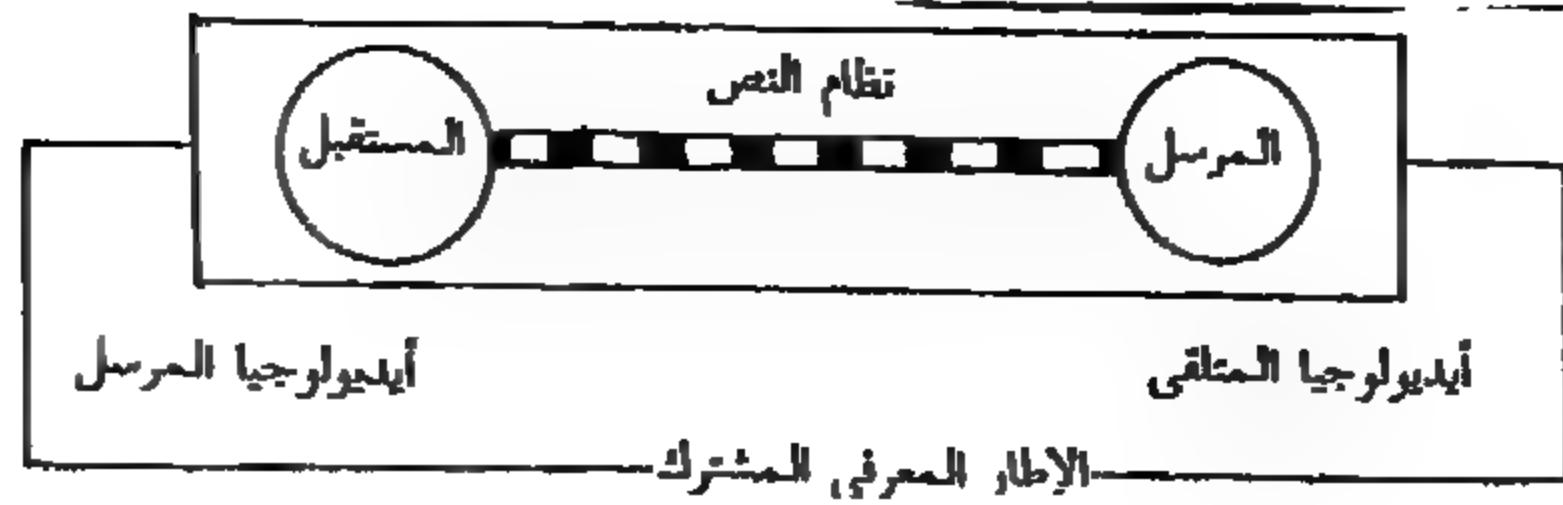 نظام النص
المرسل
المستقبل
أيديولوجيا المتلقى
أيديولوجيا المرسل
الإطار المعرفي المشترك